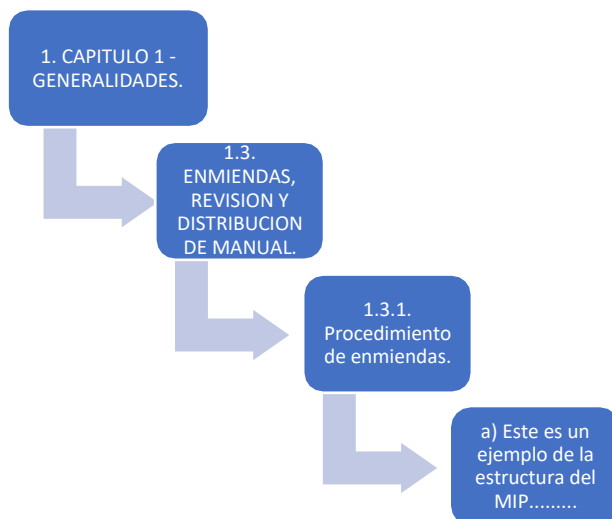 1. CAPITULO 1 -
GENERALIDADES.
1.3.
ENMIENDAS,
REVISION Y
DISTRIBUCION
DE MANUAL.
1.3.1.
Procedimiento
de enmiendas.
a) Este es un
ejemplo de la
estructura del
MIP.........